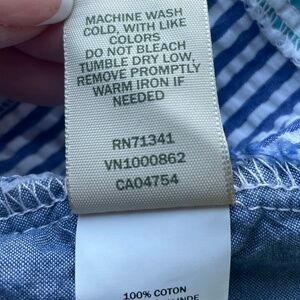 MACHINE WASH
COLD, WITH LIKE
COLORS
DO NOT BLEACH
TUMBLE DRY LOW,
REMOVE PROMPTLY
WARM IRON IF
NEEDED
RN71341
VN1000862
CA04754
100% COTON